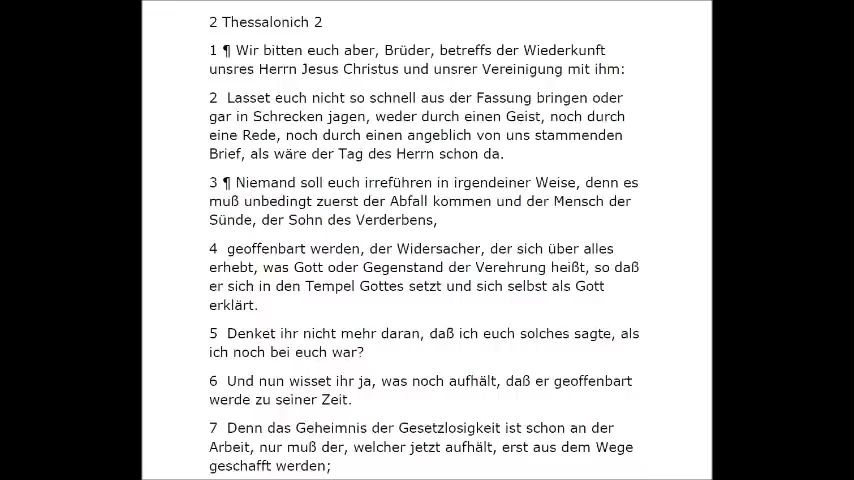 2 Thessalonich 2
1 ¶ Wir bitten euch aber, Brüder, betreffs der Wiederkunft
unsres Herrn Jesus Christus und unsrer Vereinigung mit ihm:
2 Lasset euch nicht so schnell aus der Fassung bringen oder
gar in Schrecken jagen, weder durch einen Geist, noch durch
eine Rede, noch durch einen angeblich von uns stammenden
Brief, als wäre der Tag des Herrn schon da.
3 ¶ Niemand soll euch irreführen in irgendeiner Weise, denn es
muß unbedingt zuerst der Abfall kommen und der Mensch der
Sünde, der Sohn des Verderbens,
4 geoffenbart werden, der Widersacher, der sich über alles
erhebt, was Gott oder Gegenstand der Verehrung heißt, so daß
er sich in den Tempel Gottes setzt und sich selbst als Gott
erklärt.
5 Denket ihr nicht mehr daran, daß ich euch solches sagte, als
ich noch bei euch war?
6 Und nun wisset ihr ja, was noch aufhält, daß er geoffenbart
werde zu seiner Zeit.
7 Denn das Geheimnis der Gesetzlosigkeit ist schon an der
Arbeit, nur muß der, welcher jetzt aufhält, erst aus dem Wege
geschafft werden;